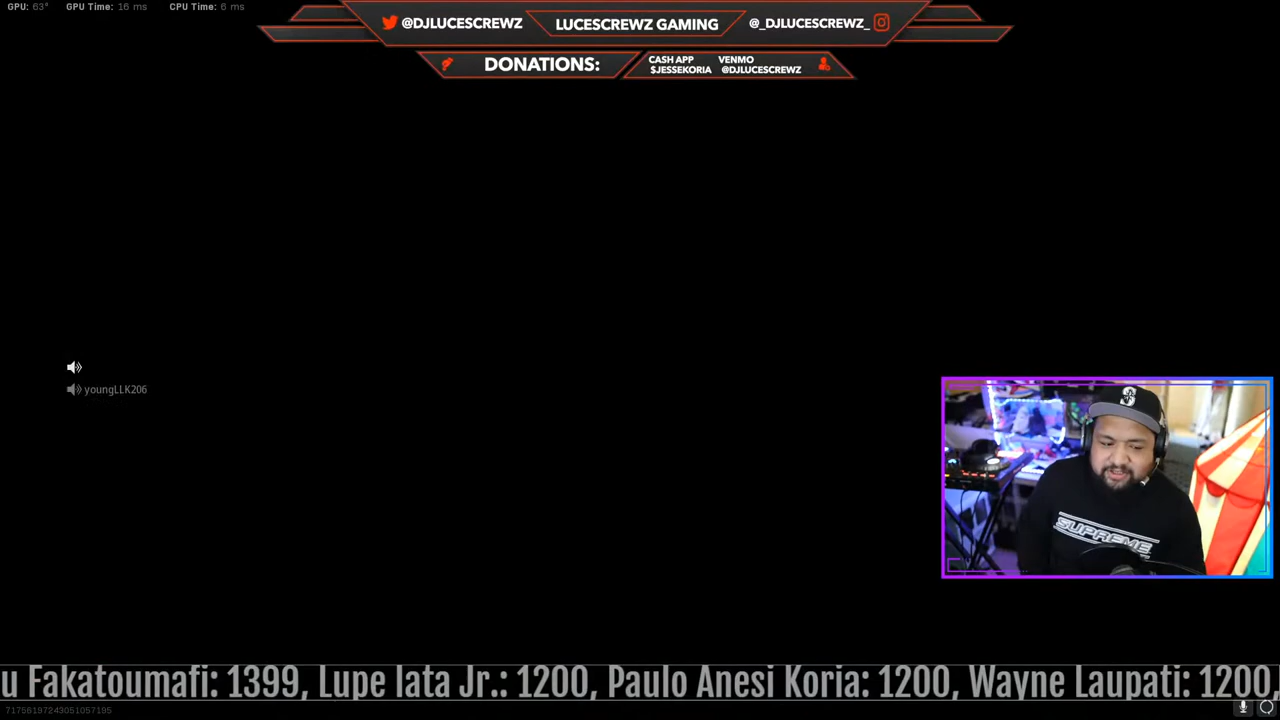 GPU: 63° GPU Time: 16 ms CPU Time: 6 ms
@DJLUCESCREWZ LUCESCREWZ GAMING @_DJLUCESCREWZ_
DONATIONS: CASH APP $JESSEKORIA VENMO @DJLUCESCREWZ
youngLLK206
S
SUPREME
u Fakatoumafi: 1399, Lupe Iata Jr.: 1200, Paulo Anesi Koria: 1200, Wayne Laupati: 1200,
71756197243051057195